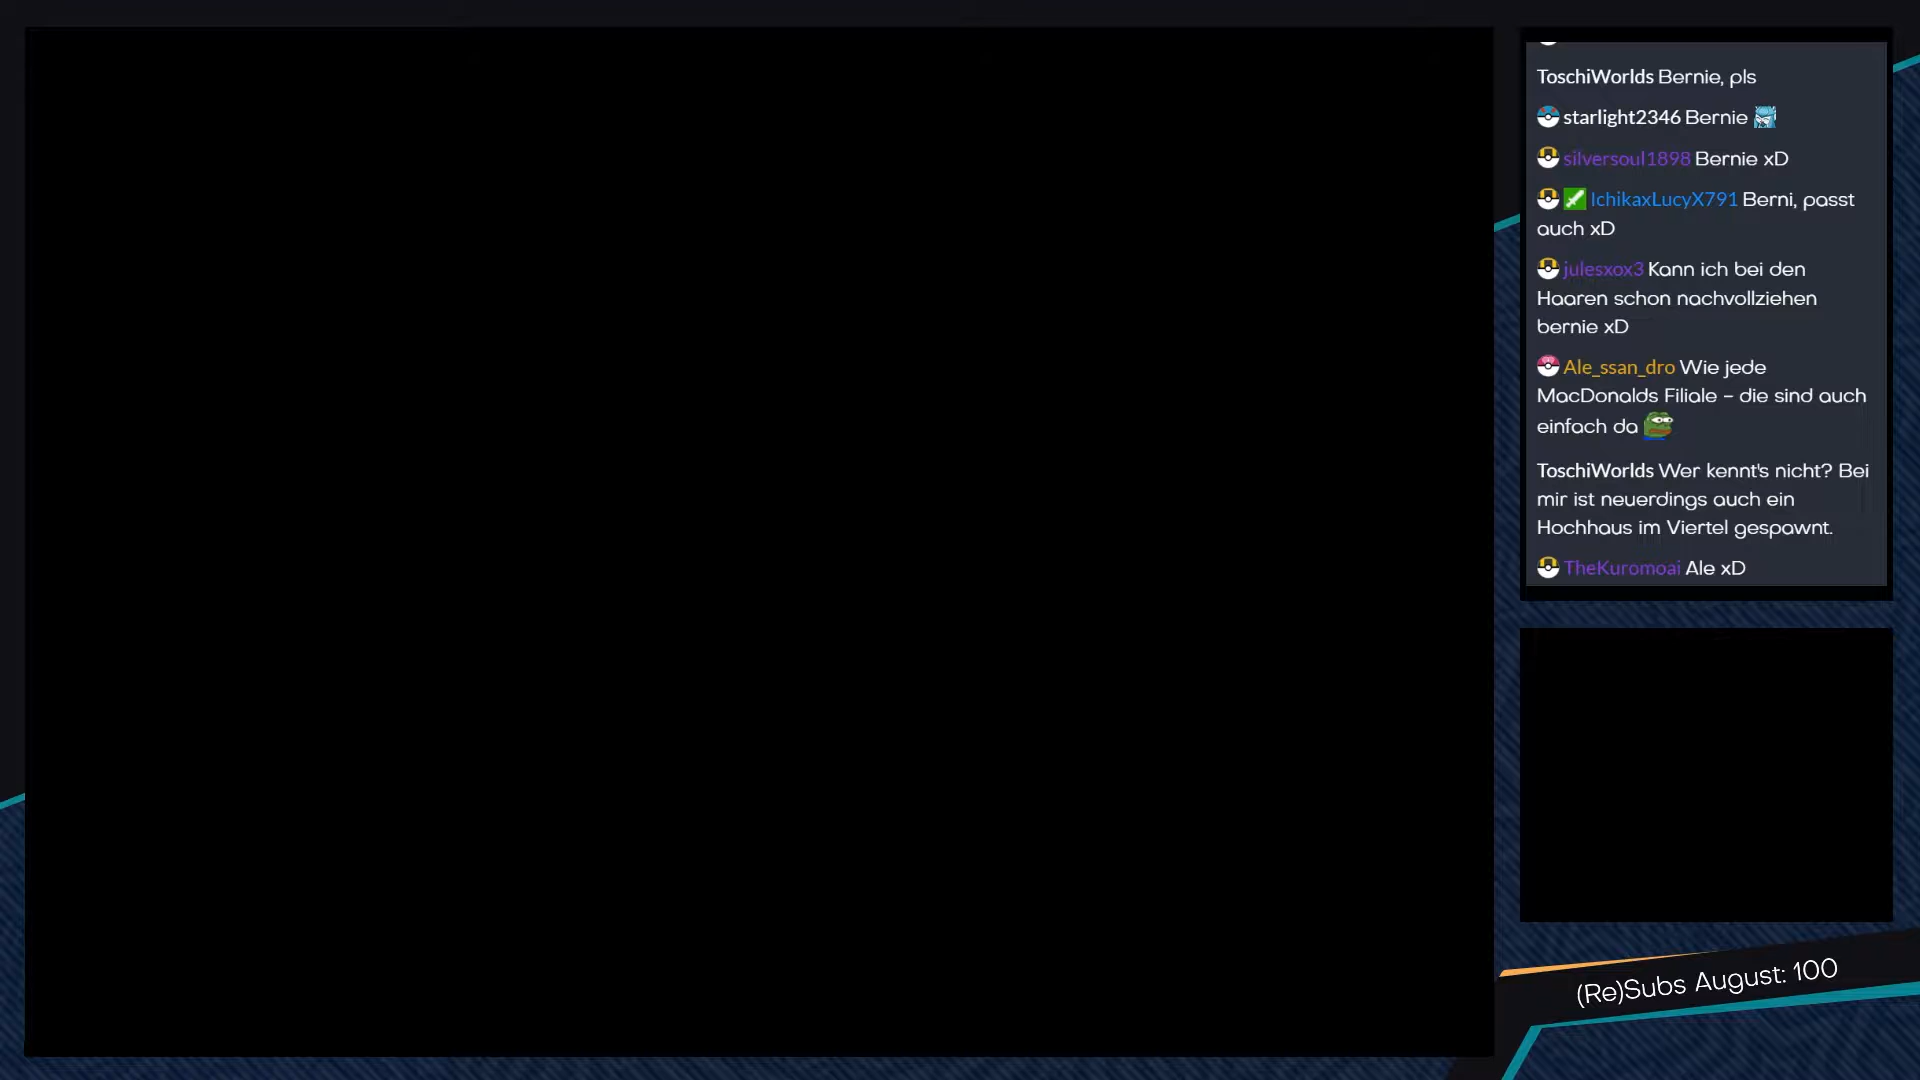 ToschiWorlds Bernie, pls
starlight2346 Bernie
silversoul1898 Bernie xD
IchikaxLucyX791 Berni, passt
auch xD
julesxox3 Kann ich bei den
Haaren schon nachvollziehen
bernie xD
Ale_ssan_dro Wie jede
MacDonalds Filiale - die sind auch
einfach da
ToschiWorlds Wer kennt's nicht? Bei
mir ist neuerdings auch ein
Hochhaus im Viertel gespawnt.
TheKuromoai Ale xD
(Re)Subs August: 100